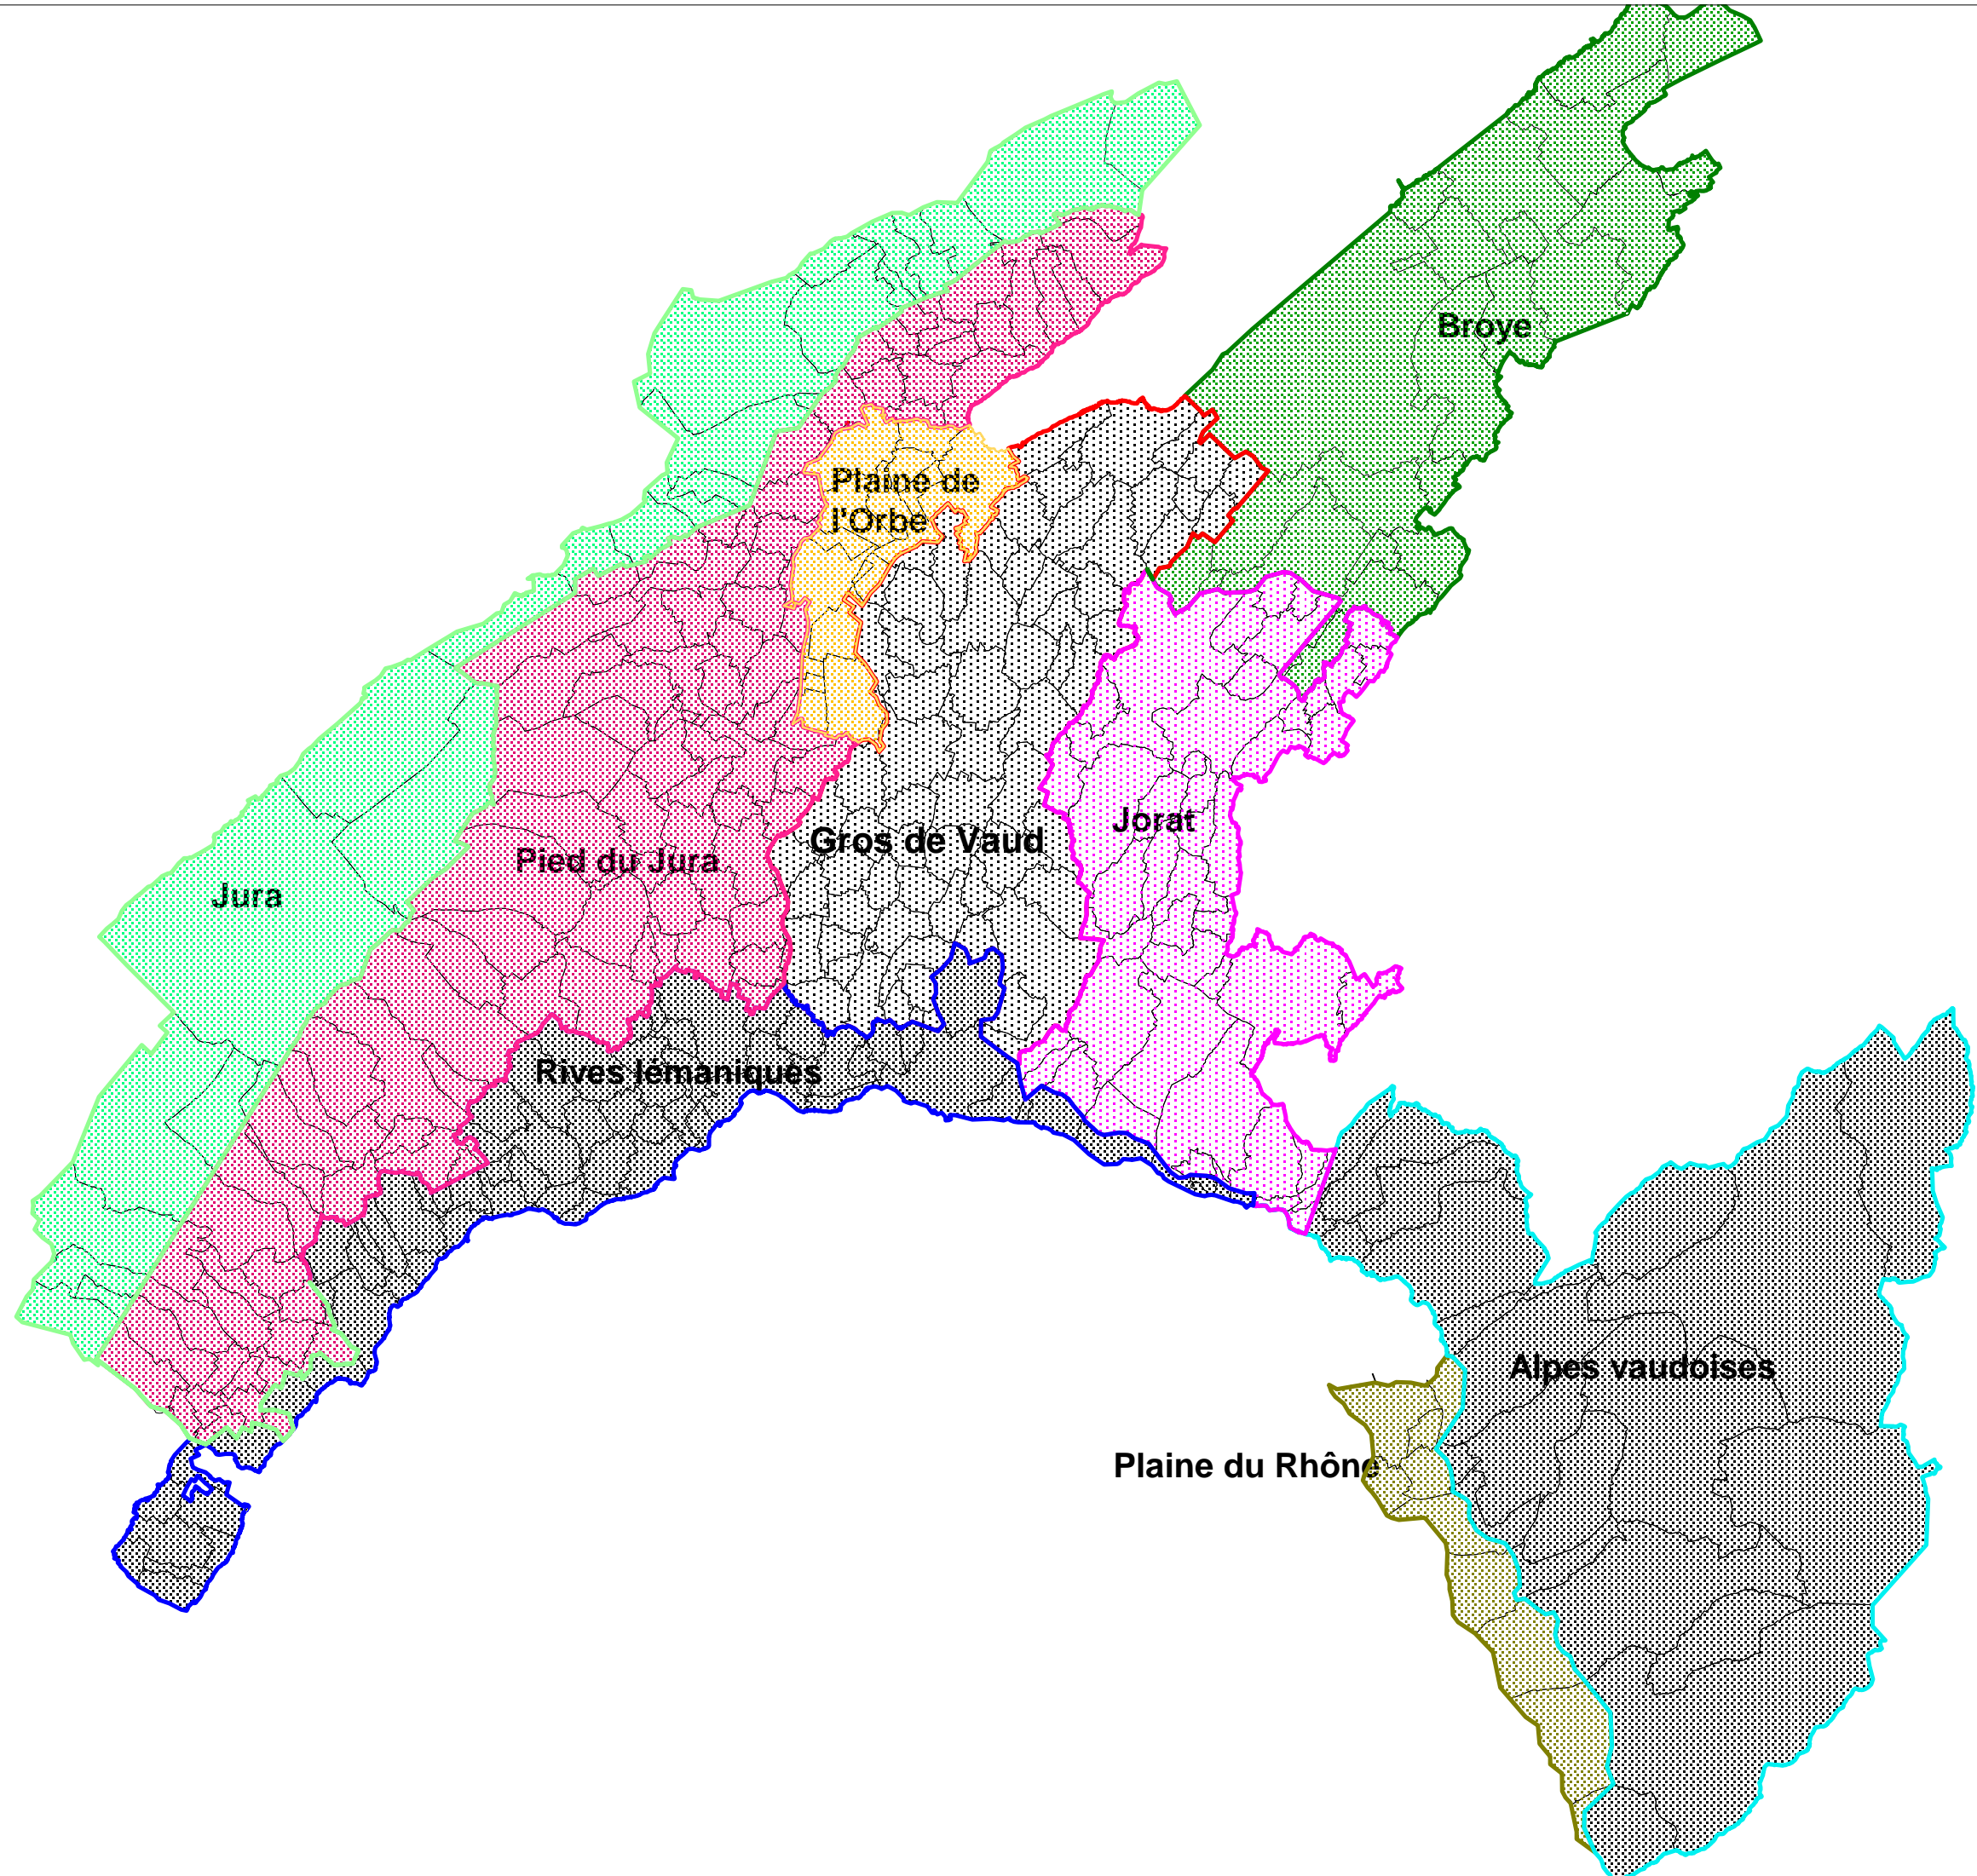 Broye
Plaine de
l'Orbe
Jorat
Gros de Vaud
Pied du Jura
Jura
Rives lémaniques
Alpes vaudoises
Plaine du Rhône